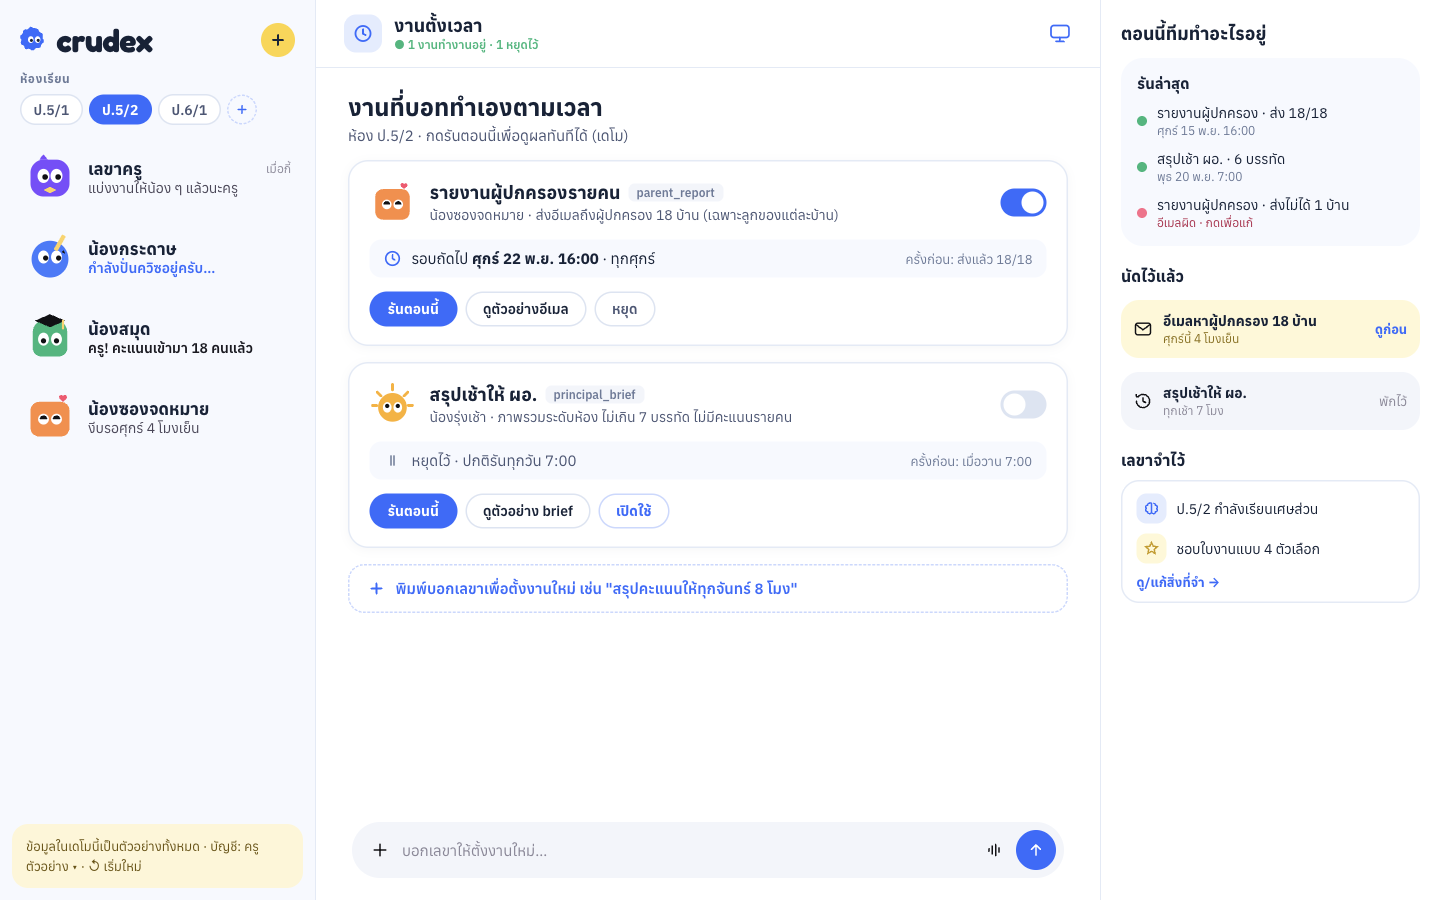 crudex
ห้องเรียน
ป.5/1
ป.5/2
ป.6/1
เลขาครู
เมื่อกี้
แบ่งงานให้น้อง ๆ แล้วนะครู
น้องกระดาษ
กำลังปั่นควิซอยู่ครับ...
น้องสมุด
ครู! คะแนนเข้ามา 18 คนแล้ว
น้องซองจดหมาย
งีบรอศุกร์ 4 โมงเย็น
ข้อมูลในเดโมนี้เป็นตัวอย่างทั้งหมด · บัญชี: ครู
ตัวอย่าง ▾ · เริ่มใหม่
งานตั้งเวลา
1 งานทำงานอยู่ · 1 หยุดไว้
งานที่บอททำเองตามเวลา
ห้อง ป.5/2 · กดรันตอนนี้เพื่อดูผลทันทีได้ (เดโม)
รายงานผู้ปกครองรายคน parent_report
น้องซองจดหมาย · ส่งอีเมลถึงผู้ปกครอง 18 บ้าน (เฉพาะลูกของแต่ละบ้าน)
รอบถัดไป ศุกร์ 22 พ.ย. 16:00 · ทุกศุกร์
ครั้งก่อน: ส่งแล้ว 18/18
รันตอนนี้
ดูตัวอย่างอีเมล
หยุด
สรุปเช้าให้ ผอ. principal_brief
น้องรุ่งเช้า · ภาพรวมระดับห้อง ไม่เกิน 7 บรรทัด ไม่มีคะแนนรายคน
หยุดไว้ · ปกติรันทุกวัน 7:00
ครั้งก่อน: เมื่อวาน 7:00
รันตอนนี้
ดูตัวอย่าง brief
เปิดใช้
พิมพ์บอกเลขาเพื่อตั้งงานใหม่ เช่น "สรุปคะแนนให้ทุกจันทร์ 8 โมง"
บอกเลขาให้ตั้งงานใหม่...
ตอนนี้ทีมทำอะไรอยู่
รันล่าสุด
รายงานผู้ปกครอง · ส่ง 18/18
ศุกร์ 15 พ.ย. 16:00
สรุปเช้า ผอ. · 6 บรรทัด
พุธ 20 พ.ย. 7:00
รายงานผู้ปกครอง · ส่งไม่ได้ 1 บ้าน
อีเมลผิด · กดเพื่อแก้
นัดไว้แล้ว
อีเมลหาผู้ปกครอง 18 บ้าน
ศุกร์นี้ 4 โมงเย็น
ดูก่อน
สรุปเช้าให้ ผอ.
ทุกเช้า 7 โมง
พักไว้
เลขาจำไว้
ป.5/2 กำลังเรียนเศษส่วน
ชอบใบงานแบบ 4 ตัวเลือก
ดู/แก้สิ่งที่จำ →